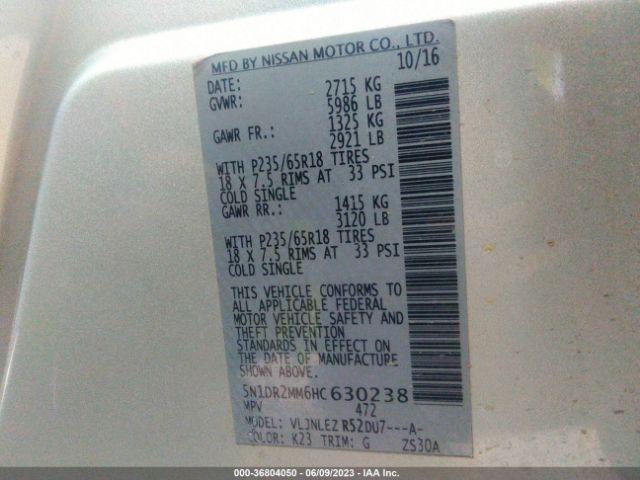 MFD BY NISSAN MOTOR CO., LTD.
DATE: 10/16
GVWR: 2715 KG
5986 LB
GAWR FR.: 1325 KG
2921 LB
WITH P235/65R18 TIRES
18 X 7.5 RIMS AT 33 PSI
COLD SINGLE
GAWR RR.: 1415 KG
3120 LB
WITH P235/65R18 TIRES
18 X 7.5 RIMS AT 33 PSI
COLD SINGLE
THIS VEHICLE CONFORMS TO
ALL APPLICABLE FEDERAL
MOTOR VEHICLE SAFETY AND
THEFT PREVENTION
STANDARDS IN EFFECT ON
THE DATE OF MANUFACTURE
SHOWN ABOVE.
5N1DR2MM6HC 630238
MPV 472
MODEL: VLJNLEZ R52DU7---A-
COLOR: K23 TRIM: G ZS30A
000-36804050 | 06/09/2023 | IAA Inc.